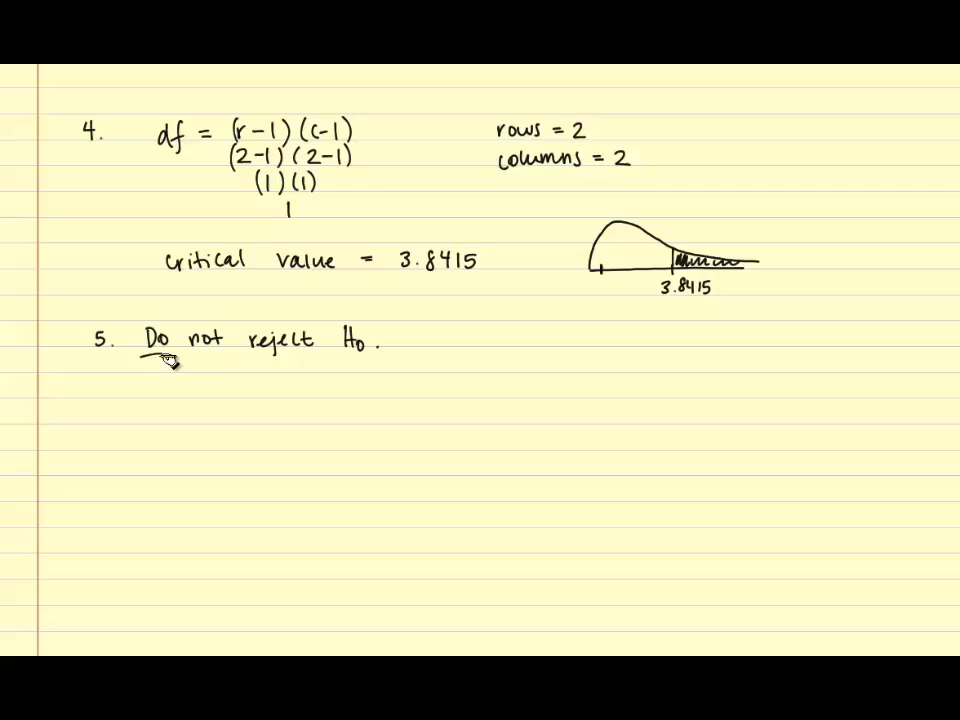 4. df = (r-1)(c-1)
(2-1)(2-1)
(1)(1)
1
rows = 2
columns = 2
critical value = 3.8415
3.8415
5. Do not reject H₀.